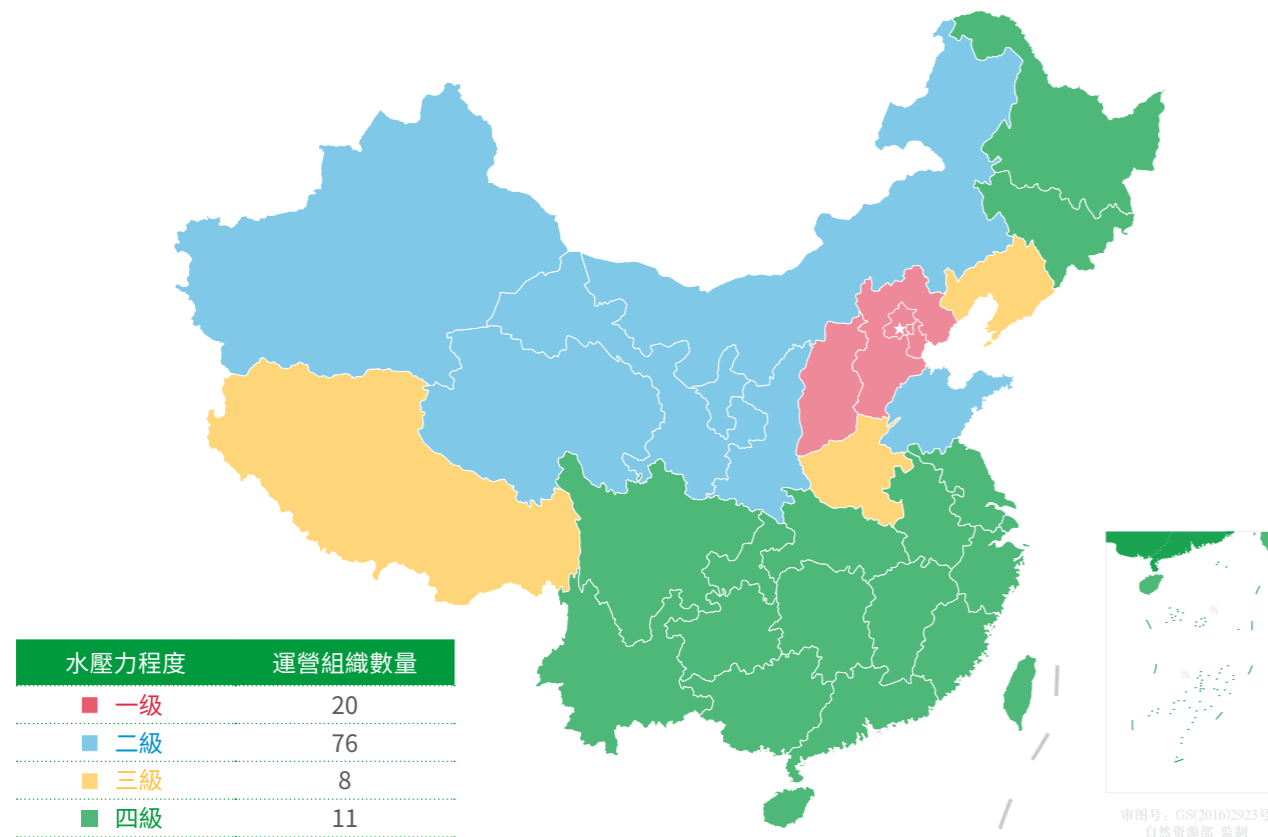 水壓力程度 運營組織數量
一级 20
二級 76
三級 8
四級 11
审图号：GS(2016)2923号
自然资源部 监制